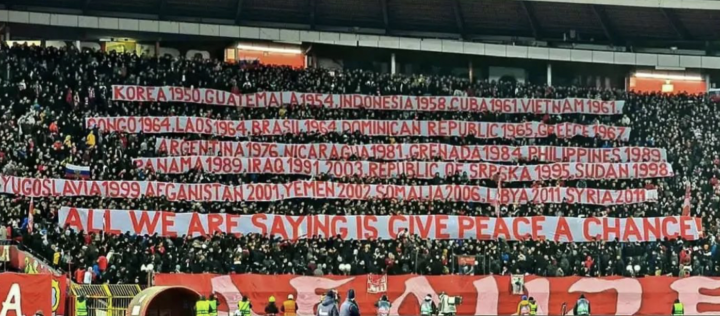 KOREA 1950, GUATEMALA 1954, INDONESIA 1958, CUBA 1961, VIETNAM 1961
CONGO 1964, LAOS 1964, BRASIL 1964, DOMINICAN REPUBLIC 1965, GREECE 1967
ARGENTINA 1976, NICARAGUA 1981, GRENADA 1984, PHILIPPINES 1989
PANAMA 1989, IRAQ 1991, 2003, REPUBLIC OF SRPSKA 1995, SUDAN 1998
YUGOSLAVIA 1999, AFGANISTAN 2001, YEMEN 2002, SOMALIA 2006, LIBYA 2011, SYRIA 2011
ALL WE ARE SAYING IS GIVE PEACE A CHANCE!